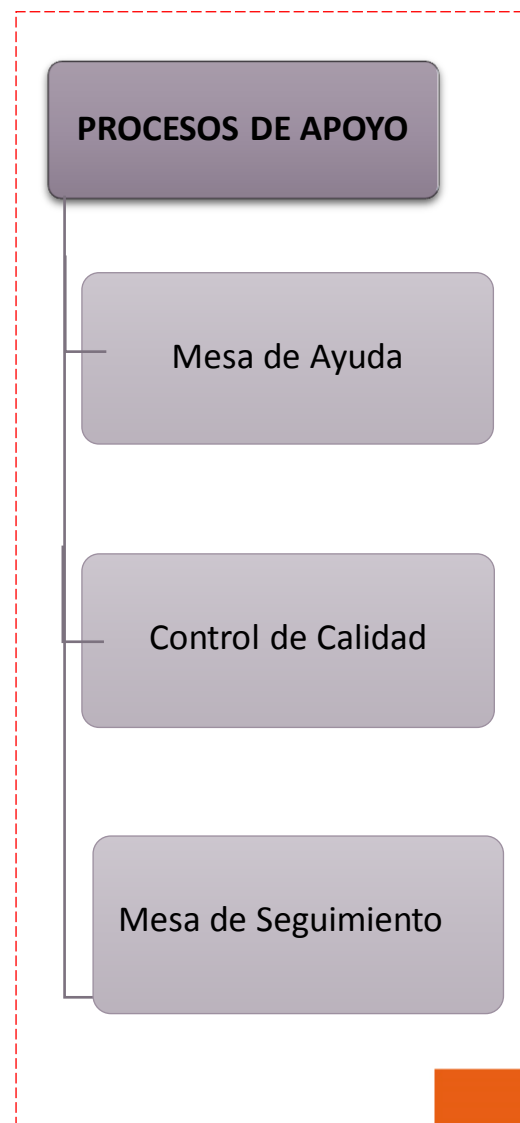 PROCESOS DE APOYO
Mesa de Ayuda
Control de Calidad
Mesa de Seguimiento